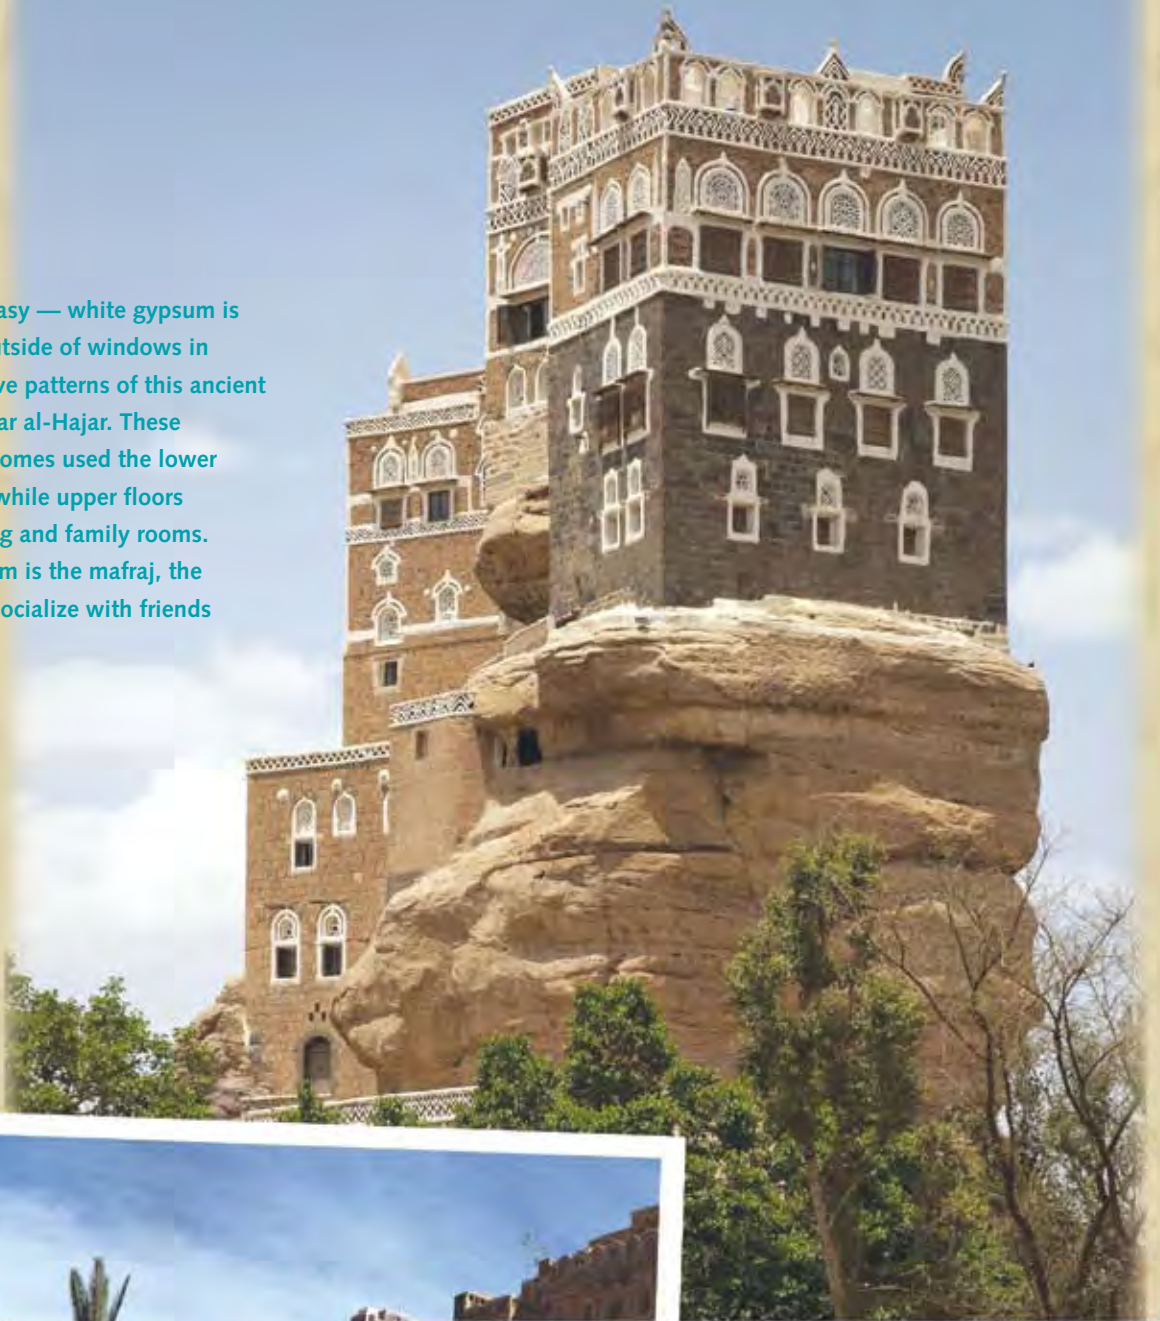 asy — white gypsum is
utside of windows in
ve patterns of this ancient
ar al-Hajar. These
omes used the lower
while upper floors
g and family rooms.
m is the mafraj, the
ocialize with friends